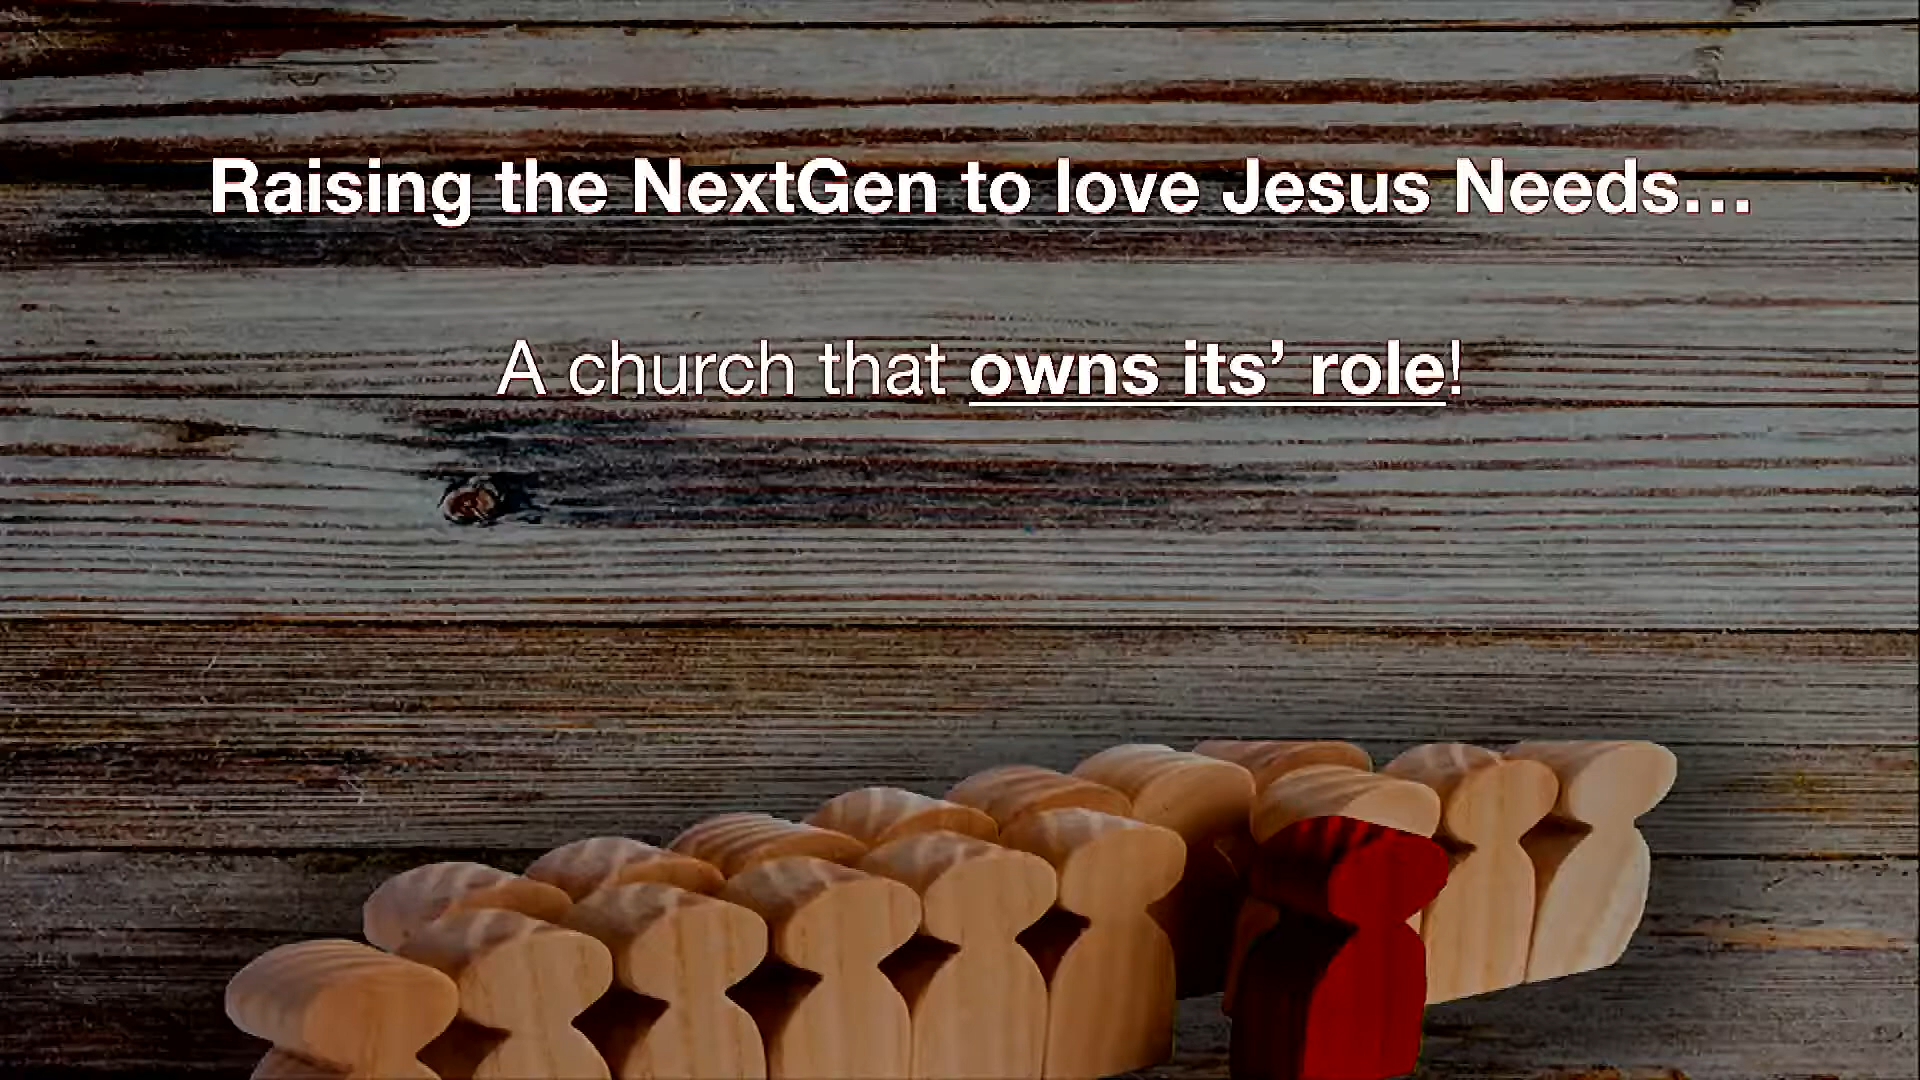 Raising the NextGen to love Jesus Needs...
A church that owns its’ role!